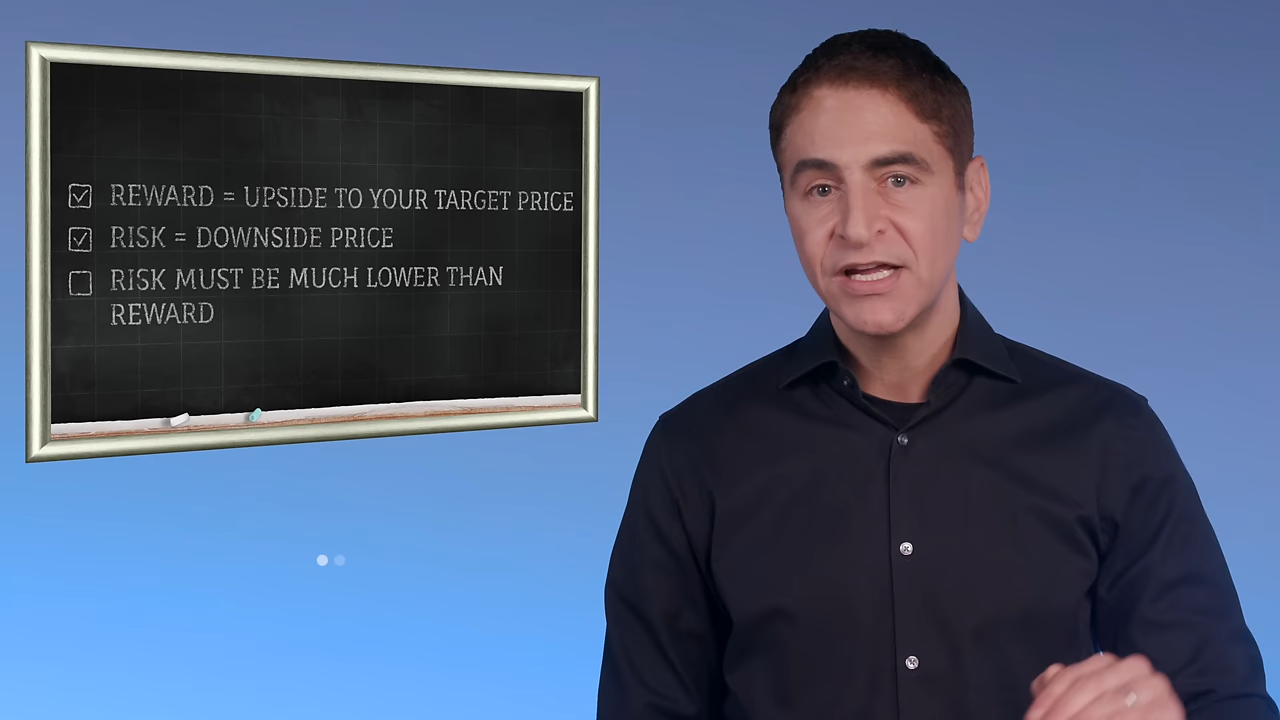 REWARD = UPSIDE TO YOUR TARGET PRICE
RISK = DOWNSIDE PRICE
RISK MUST BE MUCH LOWER THAN
REWARD